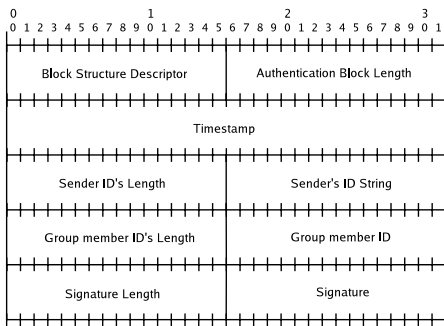 0 1 2 3
0 1 2 3 4 5 6 7 8 9 0 1 2 3 4 5 6 7 8 9 0 1 2 3 4 5 6 7 8 9 0 1
Block Structure Descriptor Authentication Block Length
Timestamp
Sender ID's Length Sender's ID String
Group member ID's Length Group member ID
Signature Length Signature